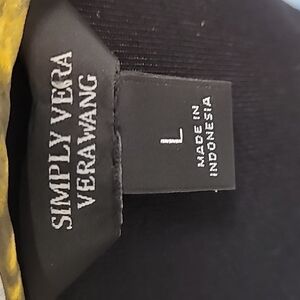 SIMPLY VERA
VERA WANG
L
MADE IN
INDONESIA